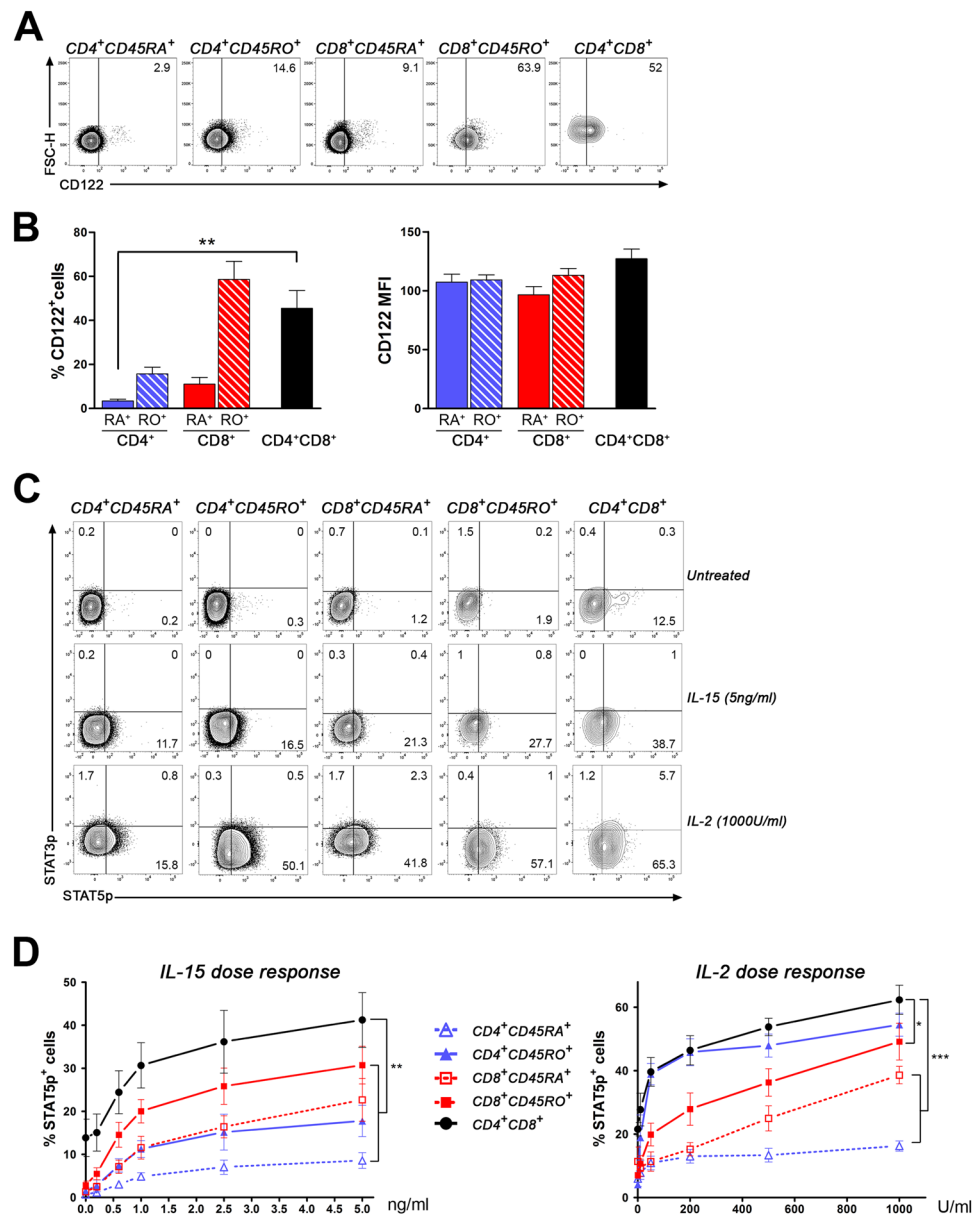 A
CD4+CD45RA+ CD4+CD45RO+ CD8+CD45RA+ CD8+CD45RO+ CD4+CD8+
2.9 14.6 9.1 63.9 52
FSC-H
CD122
B
**
% CD122+cells
80
60
40
20
0
RA+ RO+ RA+ RO+
CD4+ CD8+ CD4+CD8+
CD122 MFI
150
100
50
0
RA+ RO+ RA+ RO+
CD4+ CD8+ CD4+CD8+
C
CD4+CD45RA+ CD4+CD45RO+ CD8+CD45RA+ CD8+CD45RO+ CD4+CD8+
0.2 0 0 0 0.7 0.1 1.5 0.2 0.4 0.3
Untreated
0.2 0.3 1.2 1.9 12.5
0.2 0 0 0 0.3 0.4 1 0.8 0 1
IL-15 (5ng/ml)
11.7 16.5 21.3 27.7 38.7
1.7 0.8 0.3 0.5 1.7 2.3 0.4 1 1.2 5.7
IL-2 (1000U/ml)
15.8 50.1 41.8 57.1 65.3
STAT3p
STAT5p
D
IL-15 dose response
% STAT5p+ cells
50
40
30
20
10
0
0.0 0.5 1.0 1.5 2.0 2.5 3.0 3.5 4.0 4.5 5.0 ng/ml
**
CD4+CD45RA+
CD4+CD45RO+
CD8+CD45RA+
CD8+CD45RO+
CD4+CD8+
IL-2 dose response
% STAT5p+ cells
60
40
20
0
0 200 400 600 800 1000 U/ml
*
***